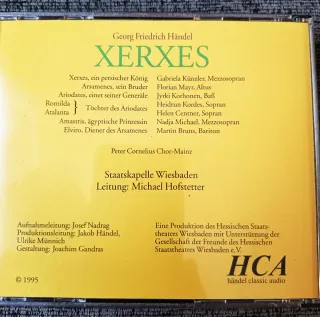 Georg Friedrich Händel
XERXES
Xerxes, ein persischer König Gabriela Künzler, Mezzosopran
Arsamenes, sein Bruder Florian Mayr, Altus
Ariodates, einer seiner Generäle Jyrki Korhonen, Baß
Romilda } Töchter des Ariodates Heidrun Kordes, Sopran
Atalanta Helen Centner, Sopran
Amastris, ägyptische Prinzessin Nadja Michael, Mezzosopran
Elviro, Diener des Arsamenes Martin Bruns, Bariton
Peter Cornelius Chor-Mainz
Staatskapelle Wiesbaden
Leitung: Michael Hofstetter
Aufnahmeleitung: Josef Nadrag
Produktionsleitung: Jakob Händel,
Ulrike Münnich
Gestaltung: Joachim Gandras
Eine Produktion des Hessischen Staats-
theaters Wiesbaden mit Unterstützung der
Gesellschaft der Freunde des Hessischen
Staatstheaters Wiesbaden e.V.
© 1995
HCA
händel classic audio